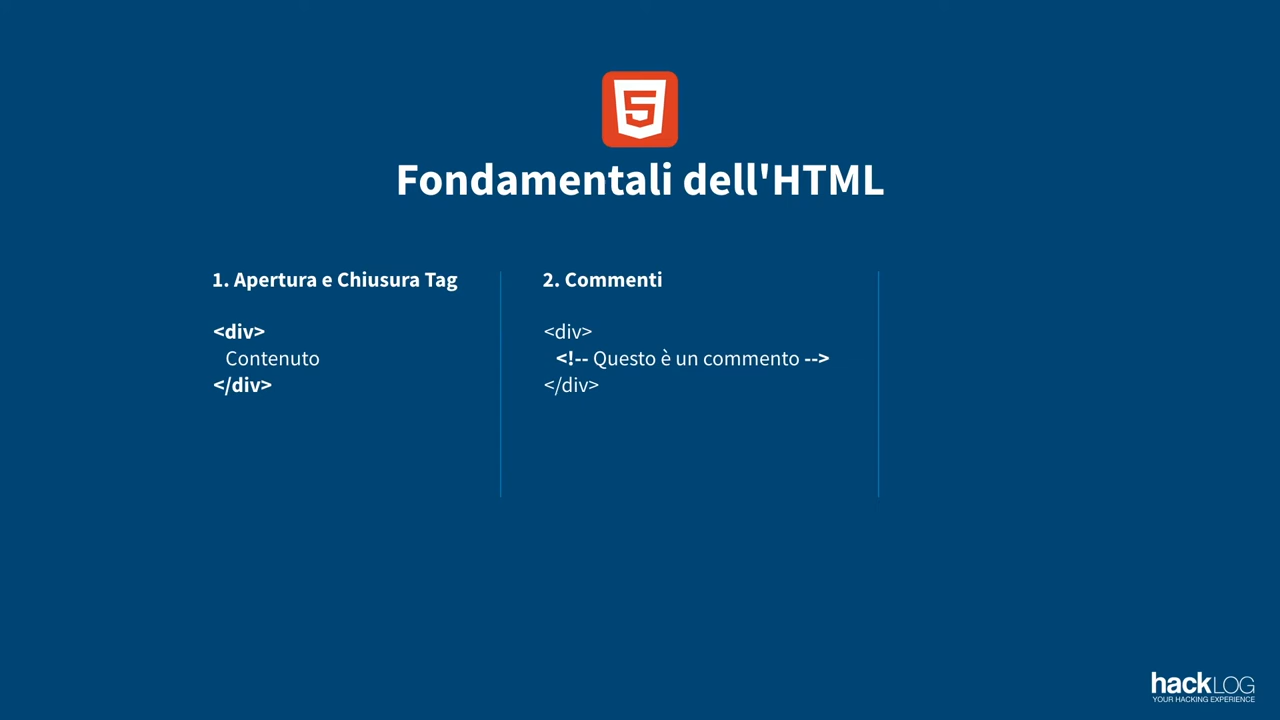 5
Fondamentali dell'HTML
1. Apertura e Chiusura Tag
<div>
Contenuto
</div>
2. Commenti
<div>
<!-- Questo è un commento -->
</div>
hackLOG
YOUR HACKING EXPERIENCE